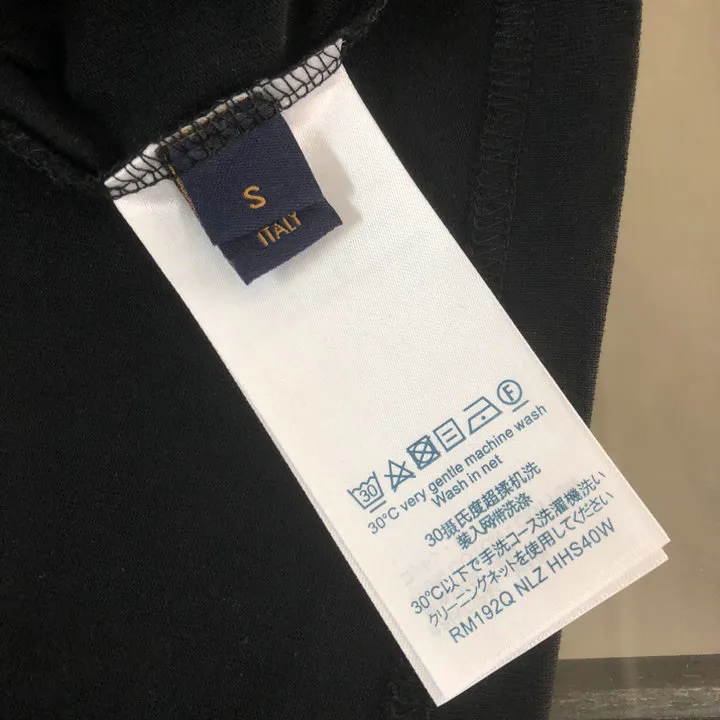 S
ITALY
30 F
30°C very gentle machine wash
Wash in net
30摄氏度超揉机洗
装入网带洗涤
30°C以下で手洗コース洗濯機洗い
クリーニングネットを使用してください
RM192Q NLZ HHS40W